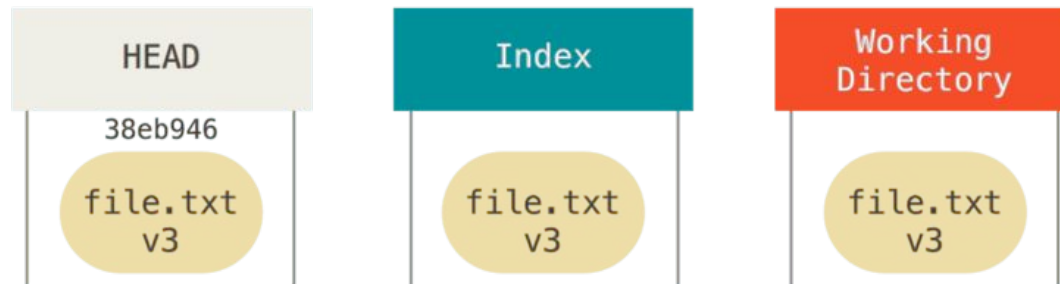 HEAD
Index
Working
Directory
38eb946
file.txt
v3
file.txt
v3
file.txt
v3